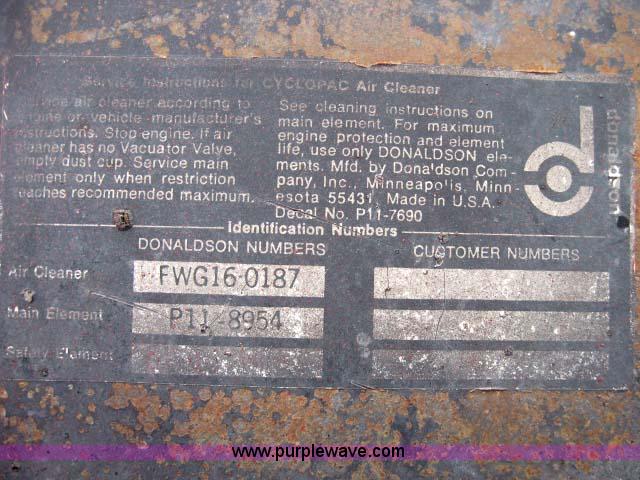 Service Instructions for CYCLOPAC Air Cleaner
Service air cleaner according to
engine or vehicle manufacturer's
instructions. Stop engine. If air
cleaner has no Vacuator Valve,
empty dust cup. Service main
element only when restriction
reaches recommended maximum.
See cleaning instructions on
main element. For maximum
engine protection and element
life, use only DONALDSON ele-
ments. Mfd. by Donaldson Com-
pany, Inc., Minneapolis, Minn-
esota 55431, Made in U.S.A.
Decal No. P11-7690
donaldson
Identification Numbers
DONALDSON NUMBERS
CUSTOMER NUMBERS
Air Cleaner FWG16-0187
Main Element P11-8954
Safety Element
www.purplewave.com